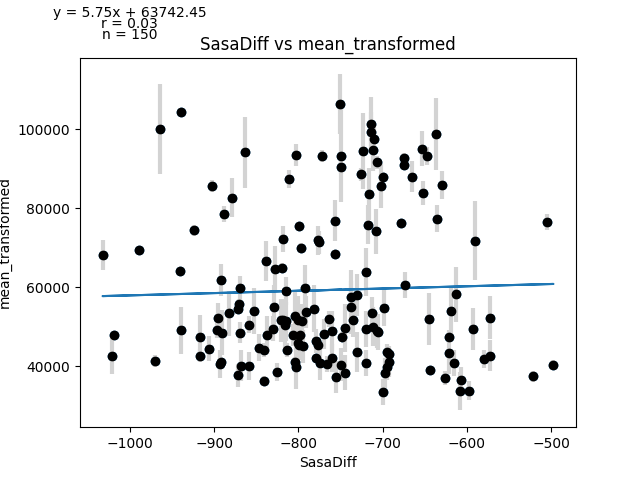 y = 5.75x + 63742.45
r = 0.03
n = 150
SasaDiff vs mean_transformed
mean_transformed
100000
80000
60000
40000
−1000
−900
−800
−700
−600
−500
SasaDiff